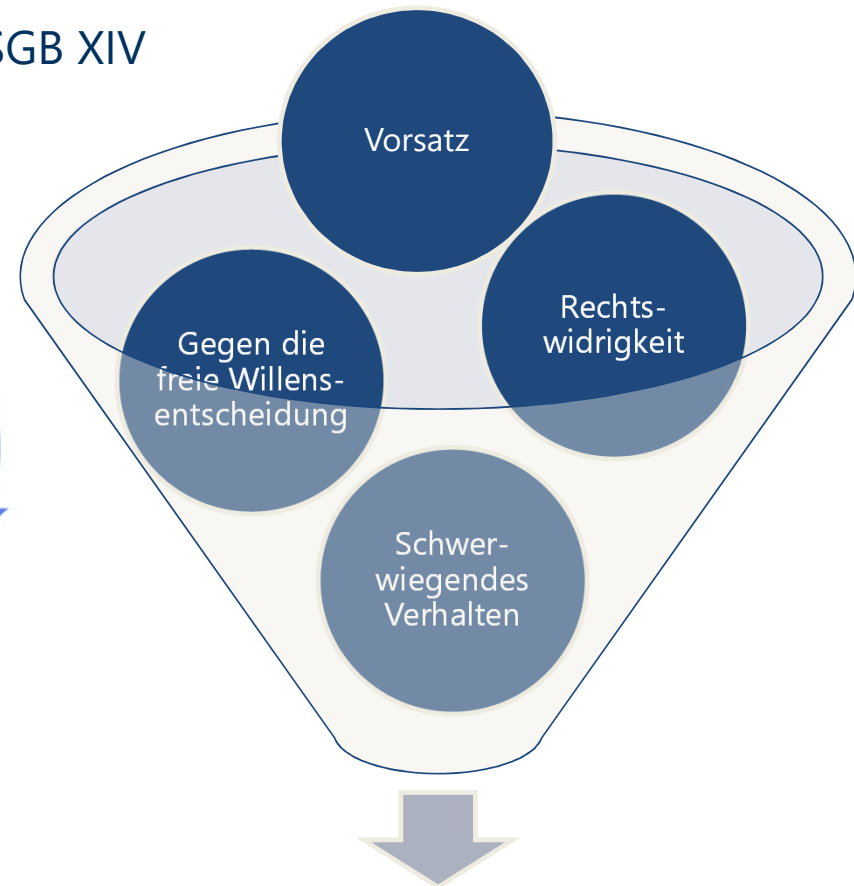 SGB XIV
Vorsatz
Rechts-
widrigkeit
Gegen die
freie Willens-
entscheidung
Schwer-
wiegendes
Verhalten